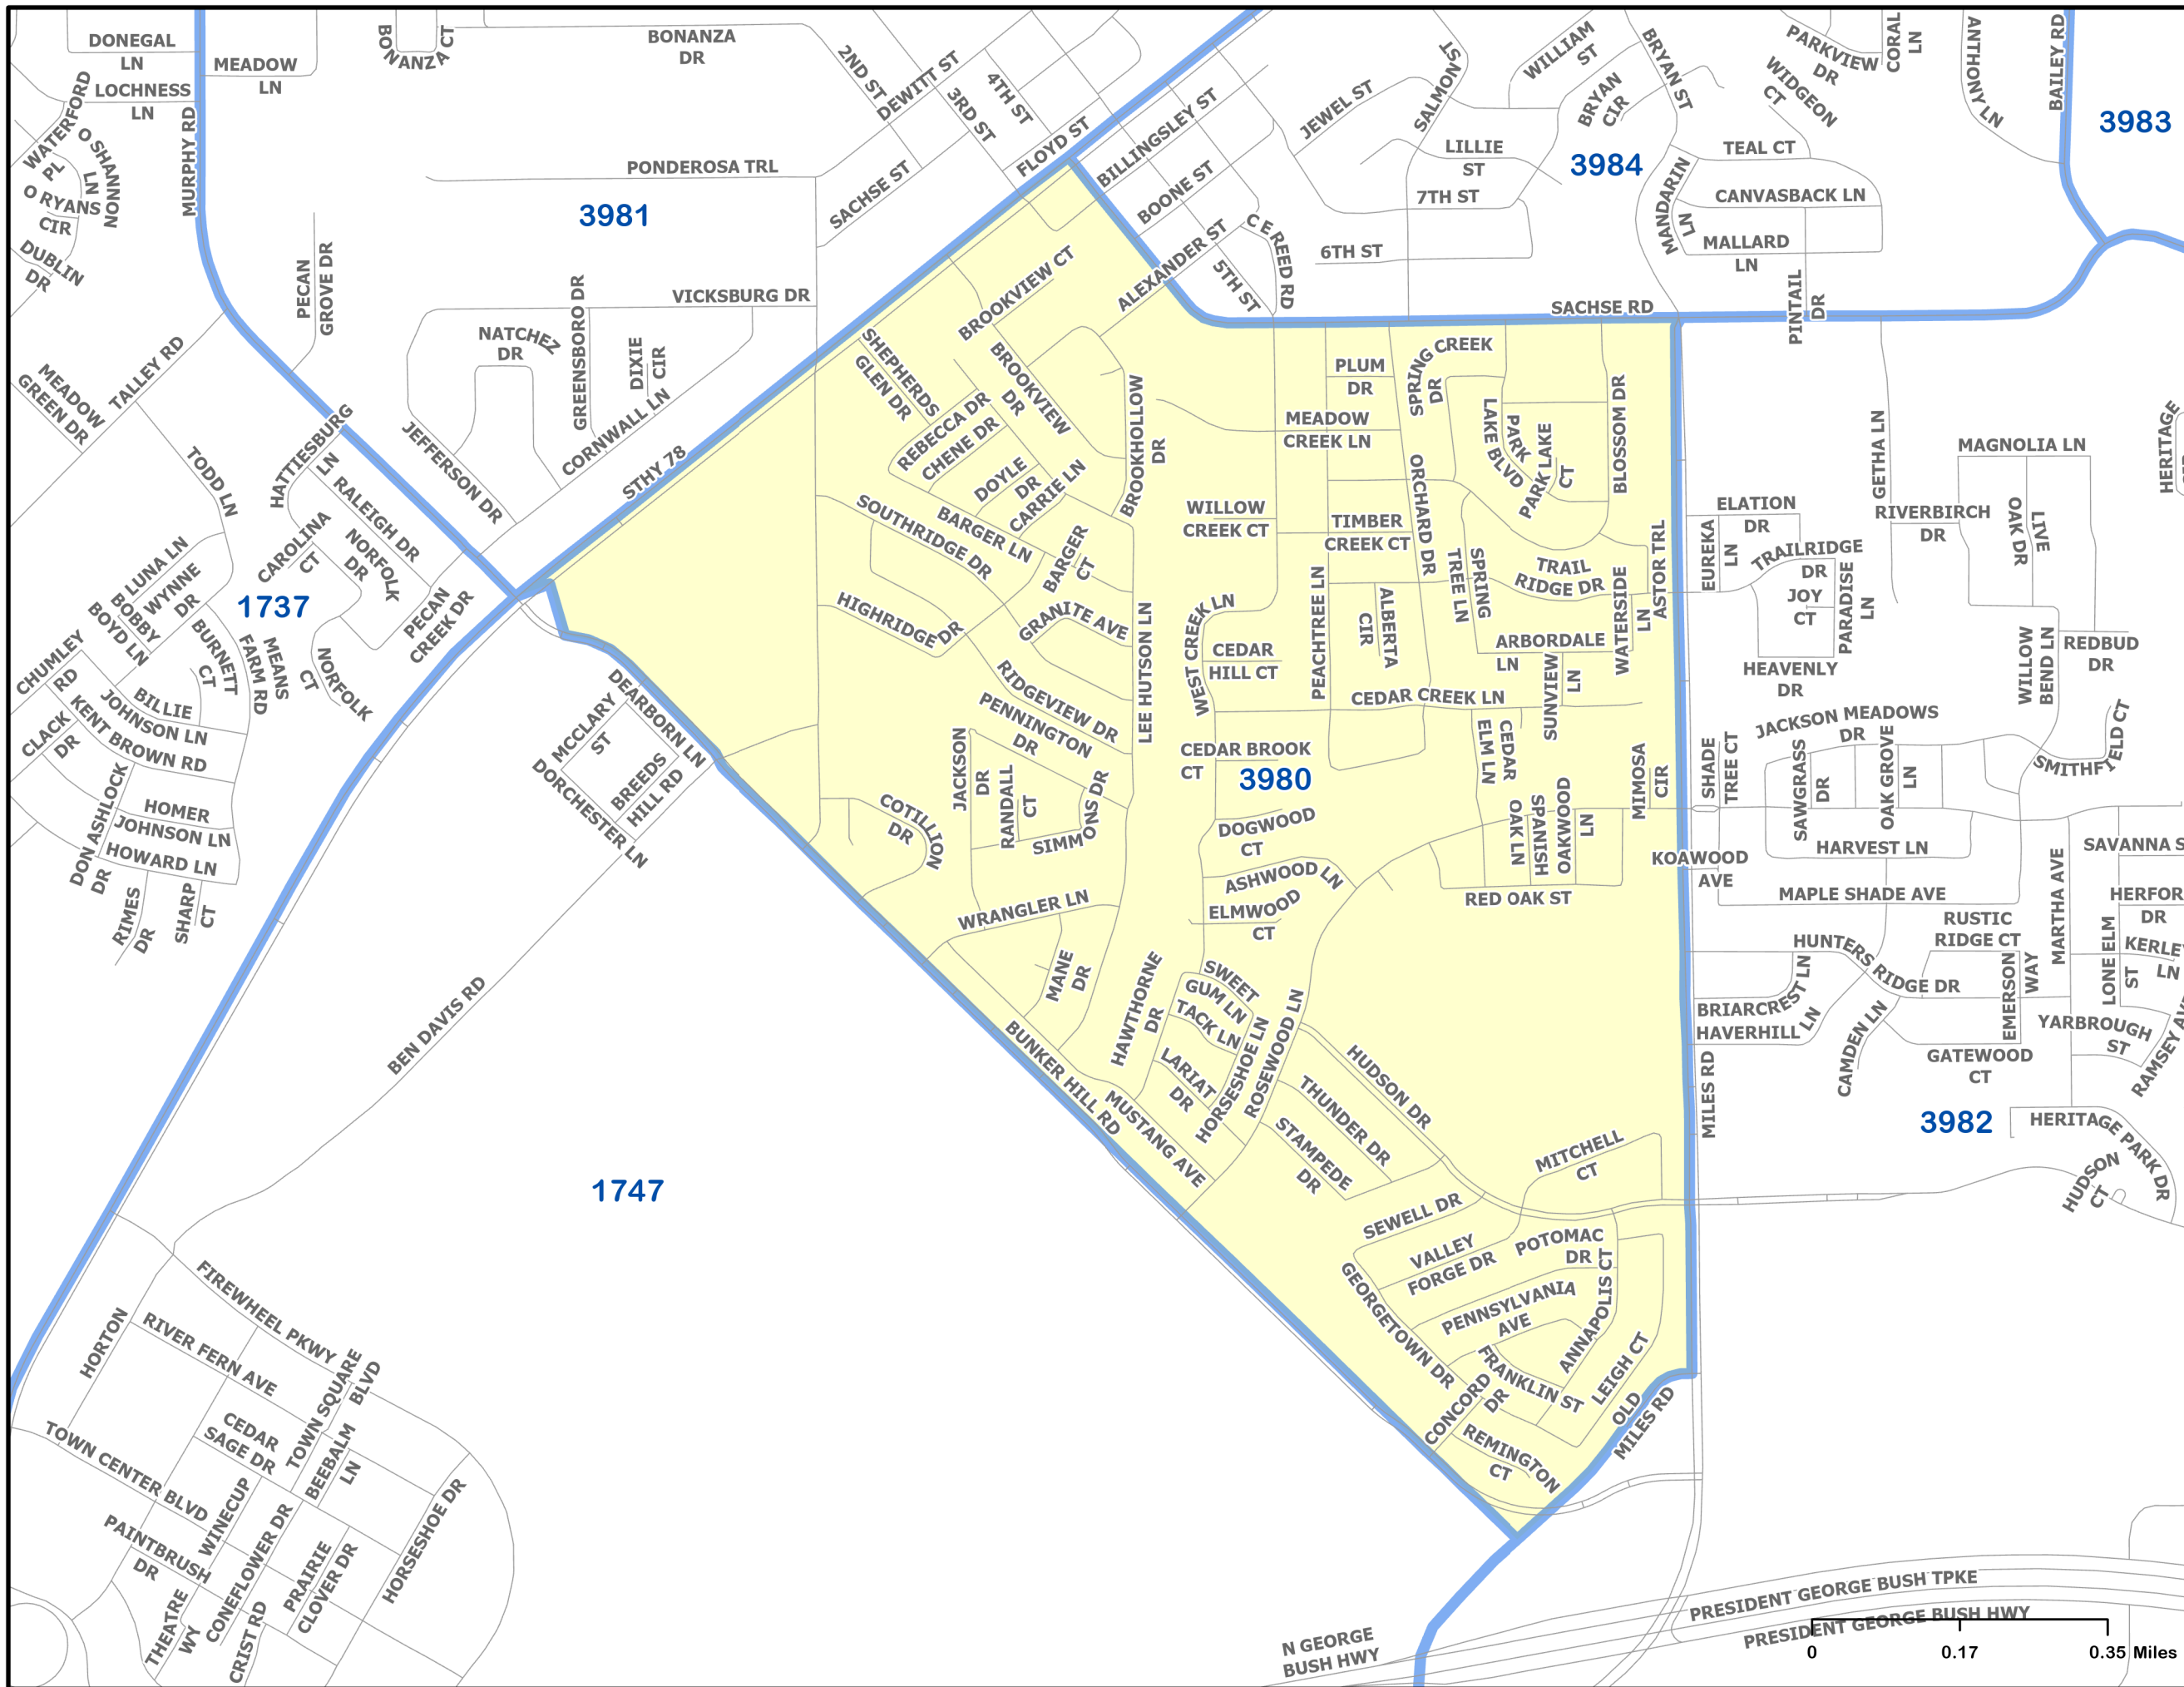 DONEGAL
LN
LOCHNESS
LN
MEADOW
LN
BONANZA CT
BONANZA
DR
2ND ST
DEWITT ST
3RD ST
4TH ST
FLOYD ST
BILLINGSLEY ST
JEWEL ST
SALMON ST
WILLIAM
ST
BRYAN
CIR
BRYAN ST
PARKVIEW
DR
WIDGEON
CT
CORAL
LN
ANTHONY LN
BAILEY RD
3983
WATERFORD
PL
O SHANNON
LN
O RYANS
CIR
DUBLIN
DR
MURPHY RD
PONDEROSA TRL
SACHSE ST
3981
BOONE ST
LILLIE
ST
3984
7TH ST
6TH ST
TEAL CT
CANVASBACK LN
MANDARIN
LN
MALLARD
LN
PINTAIL
DR
C E REED RD
5TH ST
ALEXANDER ST
SACHSE RD
PECAN
GROVE DR
VICKSBURG DR
NATCHEZ
DR
GREENSBORO DR
DIXIE
CIR
CORNWALL LN
JEFFERSON DR
STHY 78
TALLEY RD
MEADOW
GREEN DR
TODD LN
HATTIESBURG
LN
RALEIGH DR
CAROLINA
CT
NORFOLK
DR
PECAN
CREEK DR
1737
LUNA LN
BOBBY
BOYD LN
WYNNE
DR
BURNETT
CT
MEANS
FARM RD
NORFOLK
CT
CHUMLEY
RD
CLACK
DR
BILLIE
JOHNSON LN
KENT BROWN RD
DON ASHLOCK
DR
HOMER
JOHNSON LN
HOWARD LN
RIMES
DR
SHARP
CT
BROOKVIEW CT
SHEPHERDS
GLEN DR
BROOKVIEW
DR
REBECCA DR
CHENE DR
DOYLE
DR
CARRIE LN
BROOKHOLLOW
DR
SOUTHRIDGE DR
BARGER LN
BARGER
CT
HIGHRIDGE DR
GRANITE AVE
RIDGEVIEW DR
PENNINGTON
DR
LEE HUTSON LN
PLUM
DR
SPRING CREEK
DR
MEADOW
CREEK LN
LAKE PARK
BLVD
PARK LAKE
CT
BLOSSOM DR
WILLOW
CREEK CT
TIMBER
CREEK CT
ORCHARD DR
SPRING
TREE LN
TRAIL
RIDGE DR
ASTOR TRL
WATERSIDE
LN
PEACHTREE LN
ALBERTA
CIR
WEST CREEK LN
CEDAR
HILL CT
ARBORDALE
LN
SUNVIEW
LN
CEDAR CREEK LN
CEDAR
ELM LN
CEDAR BROOK
CT
3980
MIMOSA
CIR
SPANISH
OAK LN
OAKWOOD
LN
RED OAK ST
DOGWOOD
CT
ASHWOOD LN
ELMWOOD
CT
JACKSON
DR
RANDALL
CT
SIMMONS DR
COTILLION
DR
WRANGLER LN
MANE
DR
HAWTHORNE
DR
SWEET
GUM LN
TACK LN
LARIAT
DR
HORSESHOE LN
ROSEWOOD LN
BUNKER HILL RD
MUSTANG AVE
HUDSON DR
THUNDER DR
STAMPEDE
DR
MITCHELL
CT
SEWELL DR
VALLEY
FORGE DR
POTOMAC
DR
GEORGETOWN DR
PENNSYLVANIA
AVE
ANNAPOLIS CT
FRANKLIN ST
LEIGH CT
CONCORD
DR
REMINGTON
CT
OLD
MILES RD
DEARBORN LN
MCCLARY
ST
BREEDS
HILL RD
DORCHESTER LN
BEN DAVIS RD
1747
GETHA LN
MAGNOLIA LN
HERITAGE
ELATION
DR
EUREKA
LN
TRAILRIDGE
DR
JOY
CT
PARADISE
LN
HEAVENLY
DR
RIVERBIRCH
DR
LIVE
OAK DR
WILLOW
BEND LN
REDBUD
DR
JACKSON MEADOWS
DR
SMITHFIELD CT
SHADE
TREE CT
SAWGRASS
DR
OAK GROVE
LN
HARVEST LN
KOAWOOD
AVE
MAPLE SHADE AVE
MARTHA AVE
SAVANNA S
HERFOR
DR
LONE ELM
ST
KERLE
LN
RUSTIC
RIDGE CT
HUNTERS RIDGE DR
BRIARCREST LN
HAVERHILL LN
CAMDEN LN
EMERSON
WAY
GATEWOOD
CT
YARBROUGH
ST
RAMSEY AV
MILES RD
3982
HERITAGE PARK DR
HUDSON
CT
FIREWHEEL PKWY
HORTON
RIVER FERN AVE
TOWN SQUARE
BLVD
CEDAR
SAGE DR
BEEBALM
LN
TOWN CENTER BLVD
WINECUP
PAINTBRUSH
DR
CONEFLOWER DR
PRAIRIE
CLOVER DR
HORSESHOE DR
THEATRE
WY
CRIST RD
N GEORGE
BUSH HWY
PRESIDENT GEORGE BUSH TPKE
PRESIDENT GEORGE BUSH HWY
0 0.17 0.35 Miles